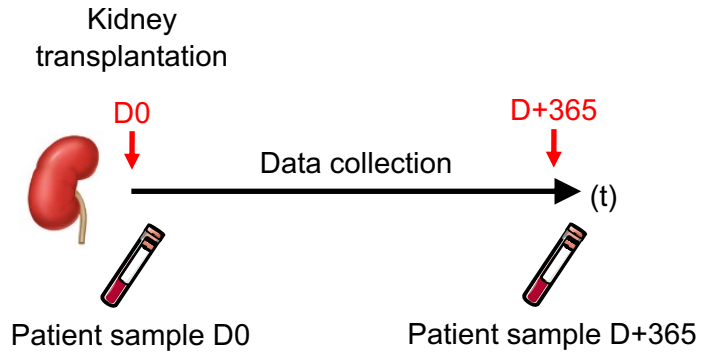 Kidney
transplantation
D0
D+365
Data collection
(t)
Patient sample D0
Patient sample D+365